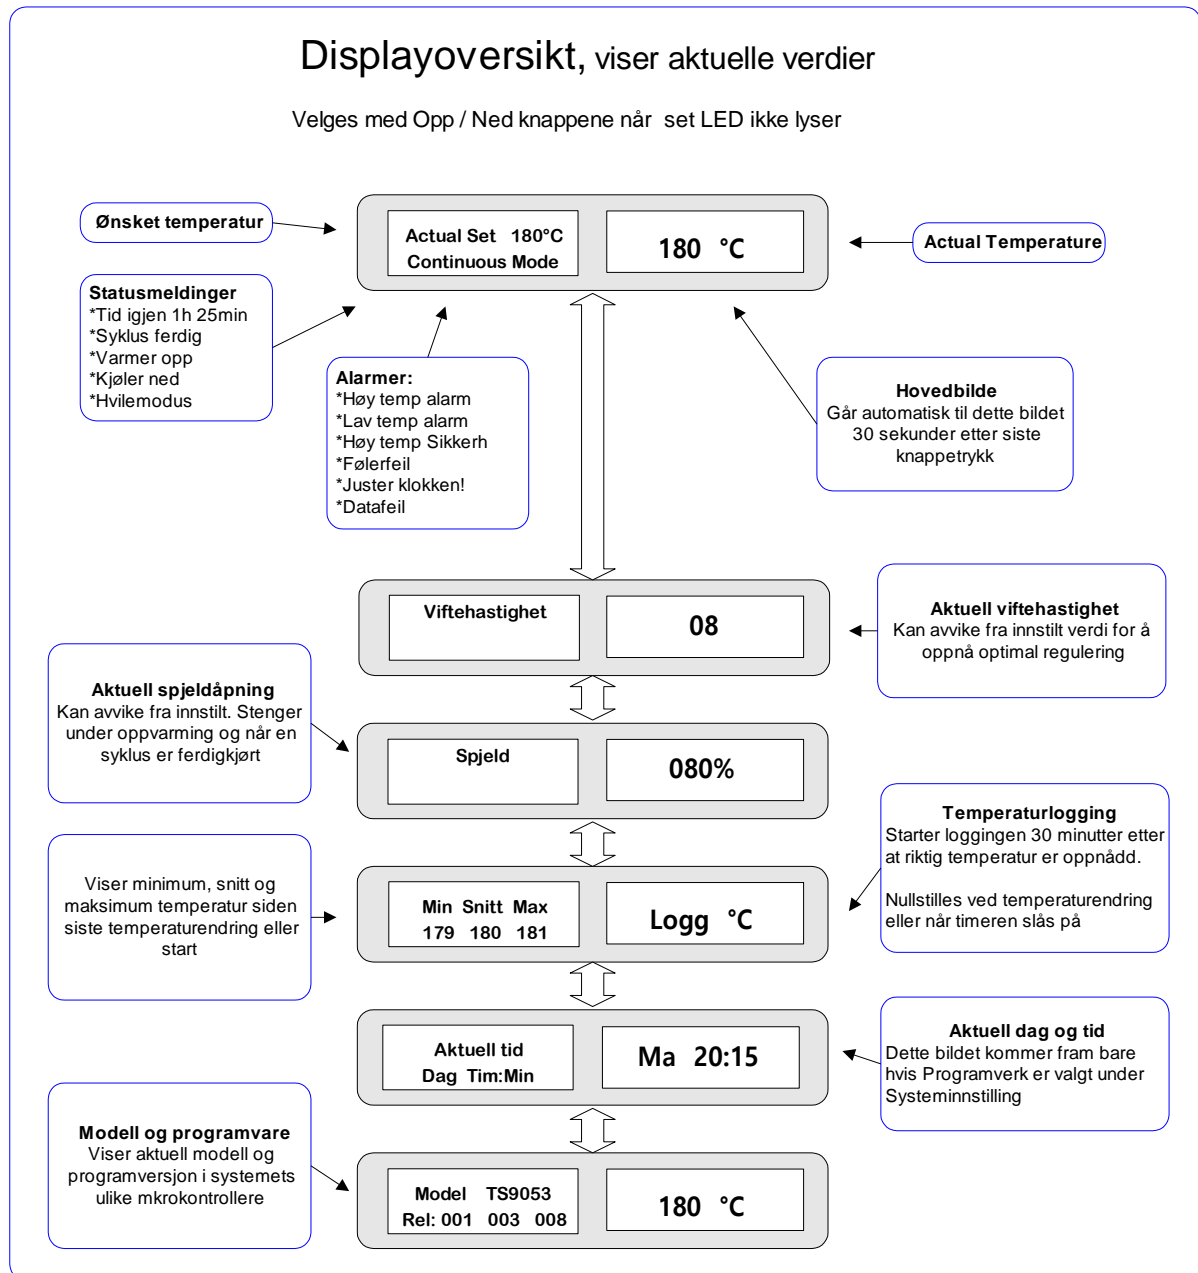 Displayoversikt, viser aktuelle verdier
Velges med Opp / Ned knappene når set LED ikke lyser
Ønsket temperatur
Actual Set 180°C
Continuous Mode
180 °C
Actual Temperature
Statusmeldinger
*Tid igjen 1h 25min
*Syklus ferdig
*Varmer opp
*Kjøler ned
*Hvilemodus
Alarmer:
*Høy temp alarm
*Lav temp alarm
*Høy temp Sikkerh
*Følerfeil
*Juster klokken!
*Datafeil
Hovedbilde
Går automatisk til dette bildet
30 sekunder etter siste
knappetrykk
Viftehastighet
08
Aktuell viftehastighet
Kan avvike fra innstilt verdi for å
oppnå optimal regulering
Aktuell spjeldåpning
Kan avvike fra innstilt. Stenger
under oppvarming og når en
syklus er ferdigkjørt
Spjeld
080%
Temperaturlogging
Starter loggingen 30 minutter etter
at riktig temperatur er oppnådd.
Nullstilles ved temperaturendring
eller når timeren slås på
Viser minimum, snitt og
maksimum temperatur siden
siste temperaturendring eller
start
Min Snitt Max
179 180 181
Logg °C
Aktuell tid
Dag Tim:Min
Ma 20:15
Aktuell dag og tid
Dette bildet kommer fram bare
hvis Programverk er valgt under
Systeminnstilling
Modell og programvare
Viser aktuell modell og
programversjon i systemets
ulike mkrokontrollere
Model TS9053
Rel: 001 003 008
180 °C